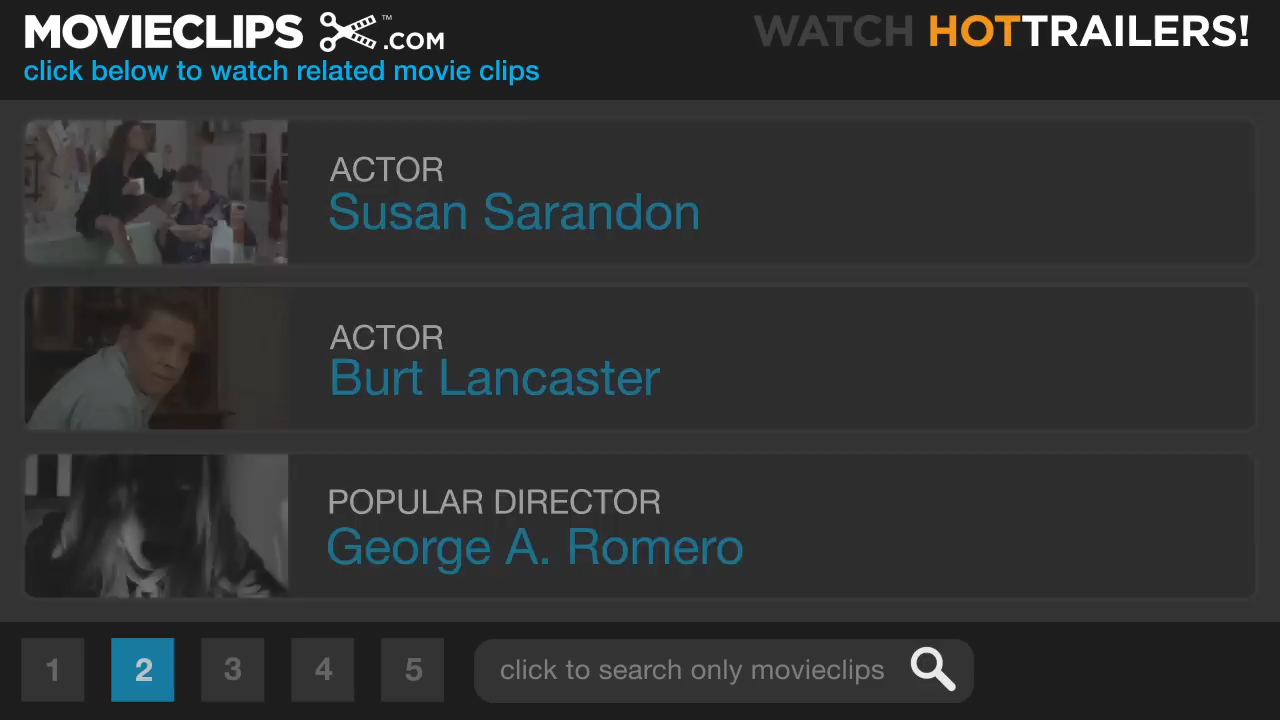 MOVIECLIPS ™ .COM
WATCH HOTTRAILERS!
click below to watch related movie clips
ACTOR
Susan Sarandon
ACTOR
Burt Lancaster
POPULAR DIRECTOR
George A. Romero
1 2 3 4 5 click to search only movieclips